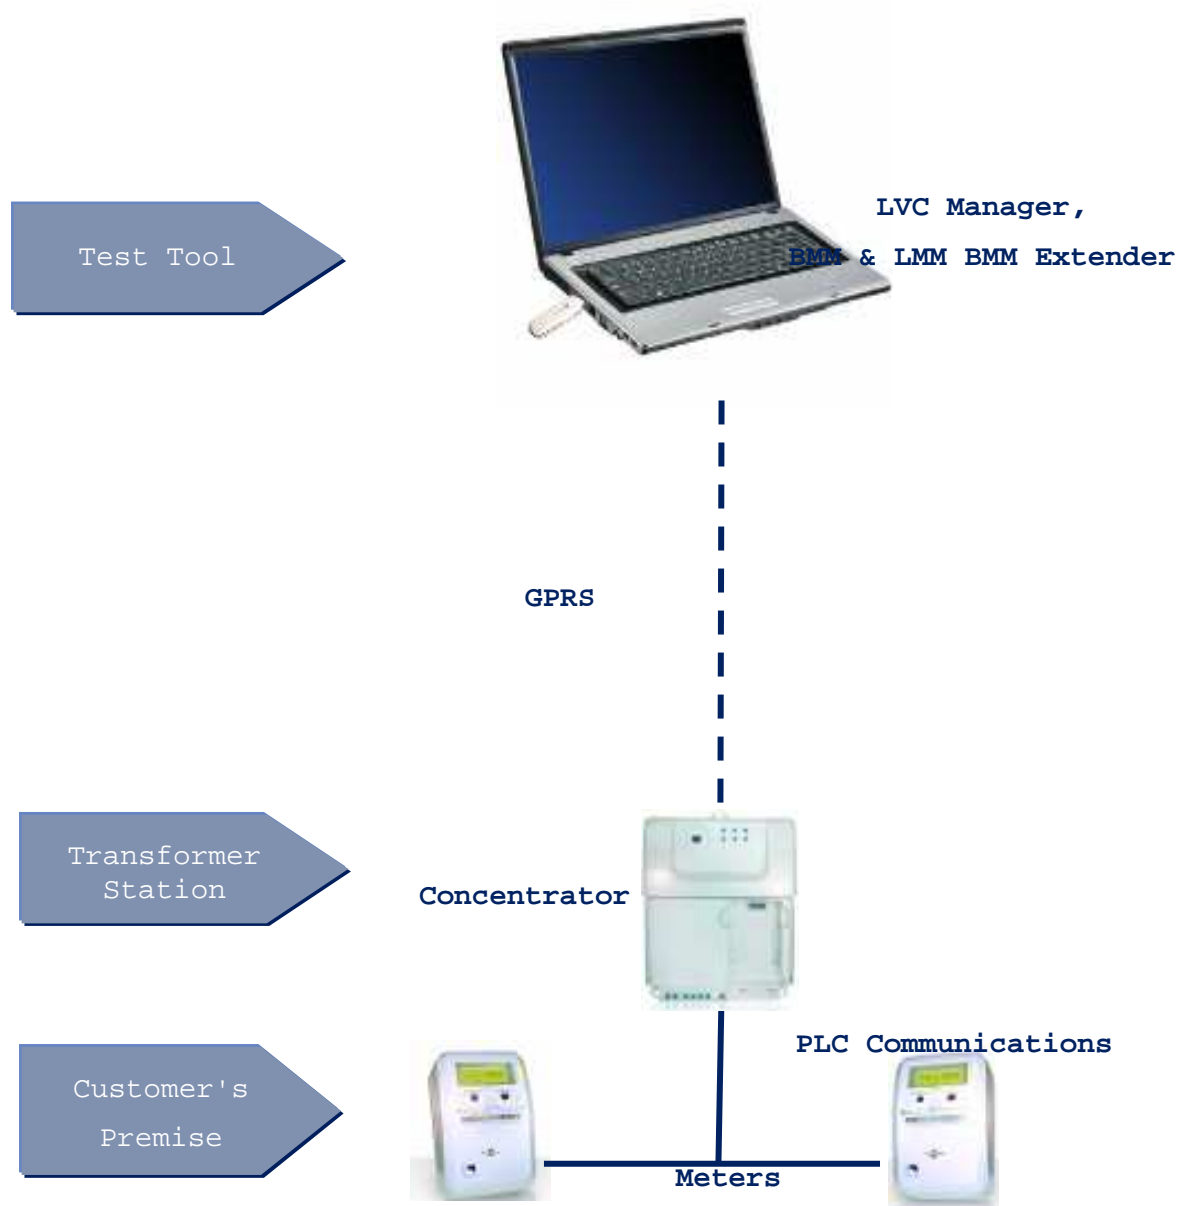 LVC Manager,
Test Tool
BMM & LMM BMM Extender
GPRS
Transformer
Station
Concentrator
PLC Communications
Customer's
Premise
Meters